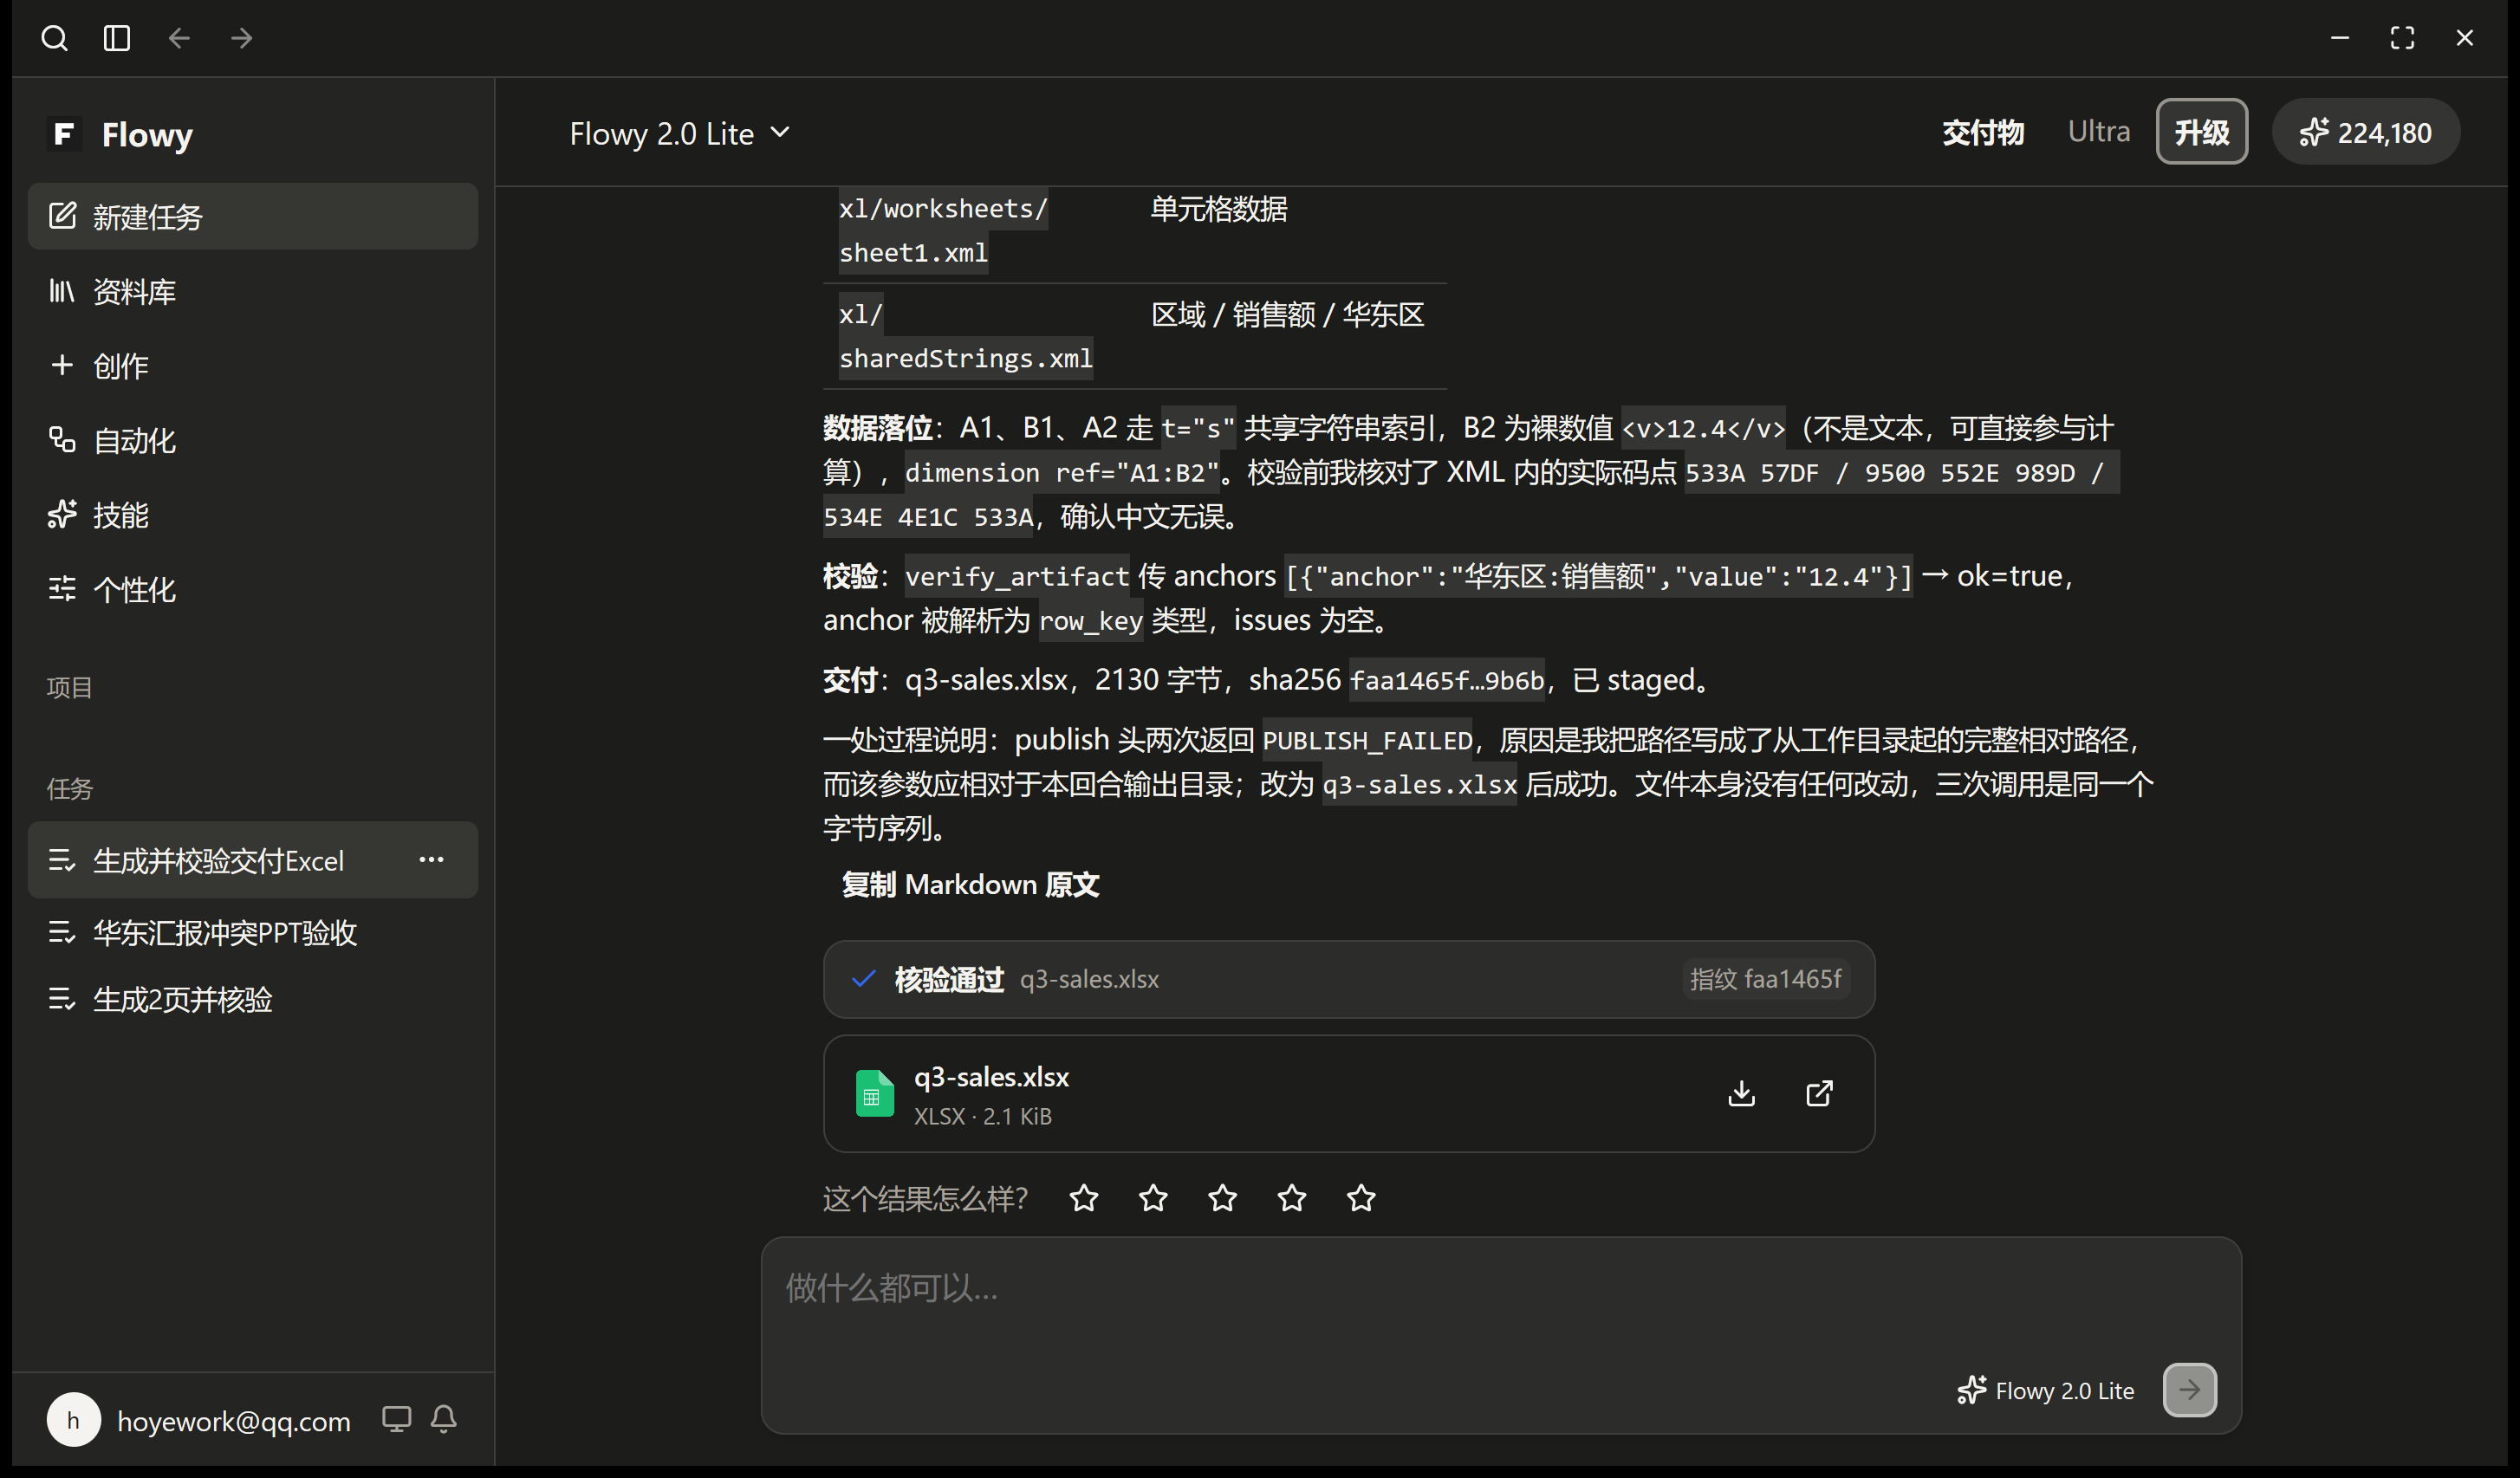 Flowy
新建任务
资料库
创作
自动化
技能
个性化
项目
任务
生成并校验交付Excel
华东汇报冲突PPT验收
生成2页并核验
h
hoyework@qq.com
Flowy 2.0 Lite
交付物
Ultra
升级
224,180
xl/worksheets/ 单元格数据
sheet1.xml
xl/ 区域 / 销售额 / 华东区
sharedStrings.xml
数据落位：A1、B1、A2 走 t="s" 共享字符串索引，B2 为裸数值 <v>12.4</v>（不是文本，可直接参与计
算），dimension ref="A1:B2"。校验前我核对了 XML 内的实际码点 533A 57DF / 9500 552E 989D /
534E 4E1C 533A，确认中文无误。
校验：verify_artifact 传 anchors [{"anchor":"华东区:销售额","value":"12.4"}] → ok=true，
anchor 被解析为 row_key 类型，issues 为空。
交付：q3-sales.xlsx，2130 字节，sha256 faa1465f…9b6b，已 staged。
一处过程说明：publish 头两次返回 PUBLISH_FAILED，原因是我把路径写成了从工作目录起的完整相对路径，
而该参数应相对于本回合输出目录；改为 q3-sales.xlsx 后成功。文件本身没有任何改动，三次调用是同一个
字节序列。
复制 Markdown 原文
核验通过 q3-sales.xlsx 指纹 faa1465f
q3-sales.xlsx
XLSX · 2.1 KiB
这个结果怎么样？
做什么都可以...
Flowy 2.0 Lite